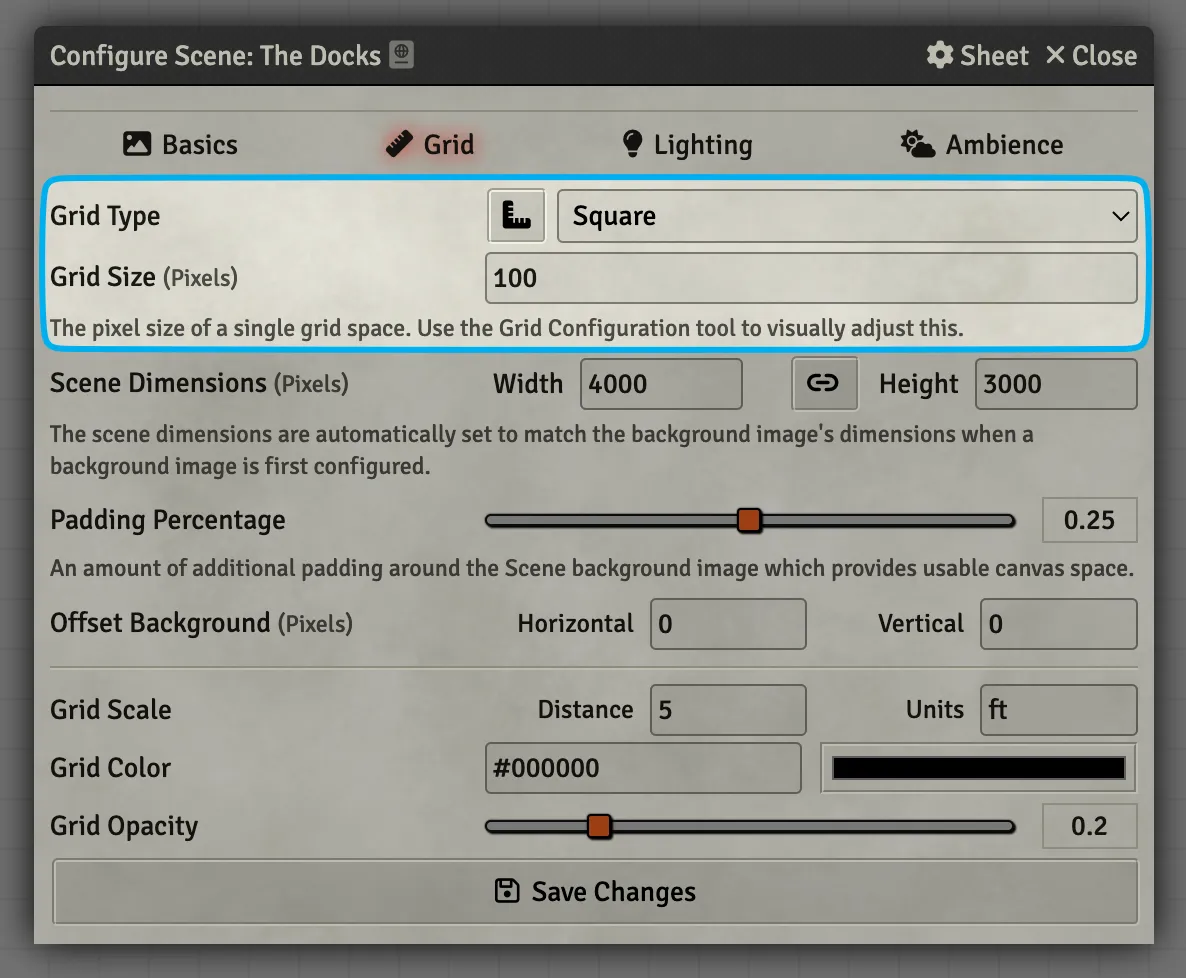 Configure Scene: The Docks Sheet Close
Basics Grid Lighting Ambience
Grid Type Square
Grid Size (Pixels) 100
The pixel size of a single grid space. Use the Grid Configuration tool to visually adjust this.
Scene Dimensions (Pixels) Width 4000 Height 3000
The scene dimensions are automatically set to match the background image's dimensions when a
background image is first configured.
Padding Percentage 0.25
An amount of additional padding around the Scene background image which provides usable canvas space.
Offset Background (Pixels) Horizontal 0 Vertical 0
Grid Scale Distance 5 Units ft
Grid Color #000000
Grid Opacity 0.2
Save Changes